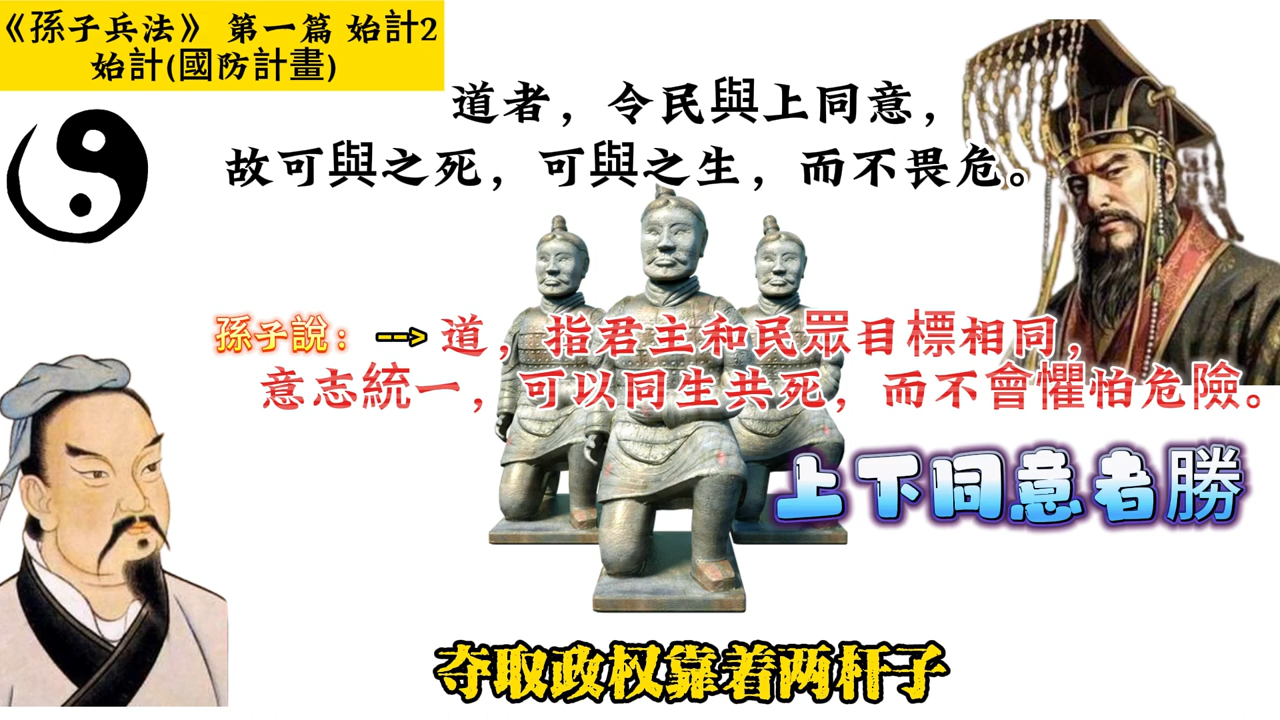 《孫子兵法》 第一篇 始計2
始計(國防計畫)
道者，令民與上同意，
故可與之死，可與之生，而不畏危。
孫子說： --> 道，指君主和民眾目標相同，
意志統一，可以同生共死，而不會懼怕危險。
上下同意者勝
夺取政权靠着两杆子